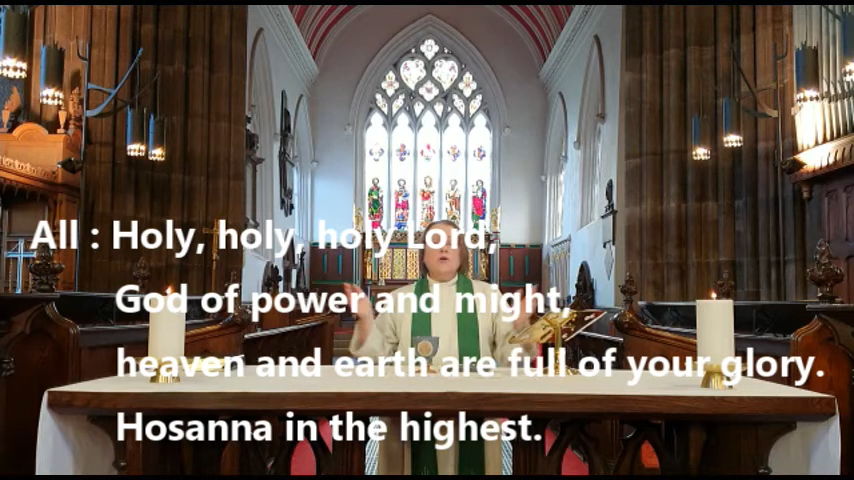 All : Holy, holy, holy Lord,
God of power and might,
heaven and earth are full of your glory.
Hosanna in the highest.